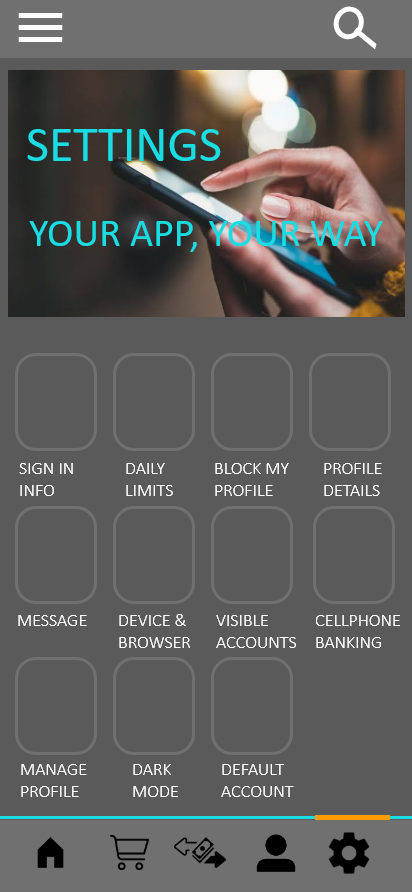 SETTINGS
YOUR APP, YOUR WAY
SIGN IN INFO
DAILY LIMITS
BLOCK MY PROFILE
PROFILE DETAILS
MESSAGE
DEVICE & BROWSER
VISIBLE ACCOUNTS
CELLPHONE BANKING
MANAGE PROFILE
DARK MODE
DEFAULT ACCOUNT